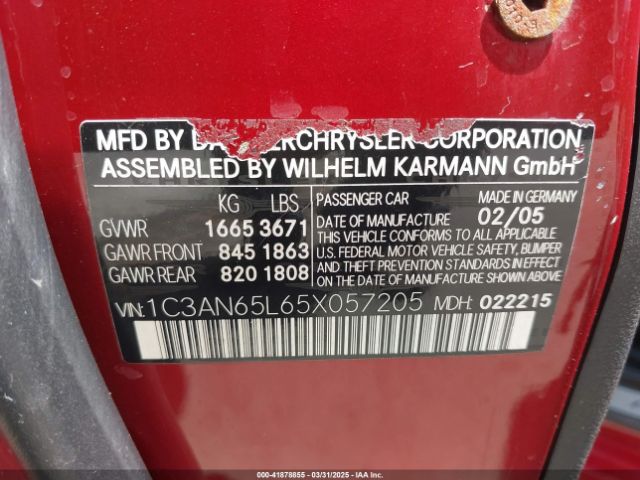 MFD BY CORPORATION
ASSEMBLED BY WILHELM KARMANN GmbH
KG LBS
GVWR 1665 3671
GAWR FRONT 845 1863
GAWR REAR 820 1808
PASSENGER CAR MADE IN GERMANY
DATE OF MANUFACTURE 02/05
THIS VEHICLE CONFORMS TO ALL APPLICABLE
U.S. FEDERAL MOTOR VEHICLE SAFETY, BUMPER
AND THEFT PREVENTION STANDARDS IN EFFECT
ON THE DATE OF MANUFACTURE SHOWN ABOVE.
VIN: 1C3AN65L65X057205 MDH: 022215
000-41878855 - 03/31/2025 - IAAI.CA